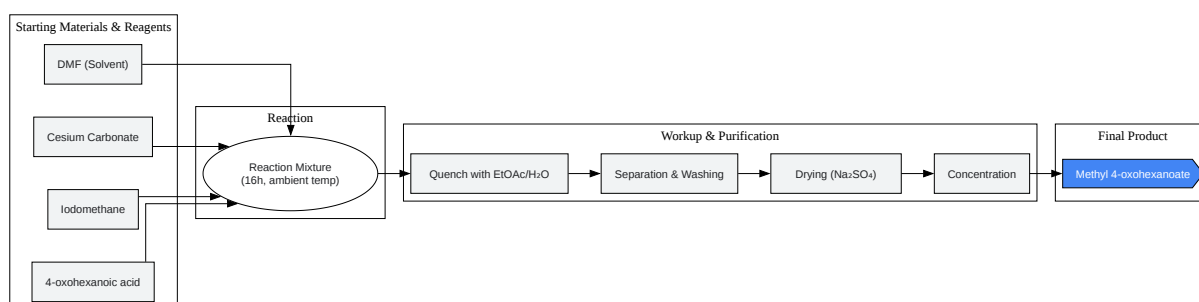 Starting Materials & Reagents
DMF (Solvent)
Cesium Carbonate
Iodomethane
4-oxohexanoic acid
Reaction
Reaction Mixture
(16h, ambient temp)
Workup & Purification
Quench with EtOAc/H₂O
Separation & Washing
Drying (Na₂SO₄)
Concentration
Final Product
Methyl 4-oxohexanoate